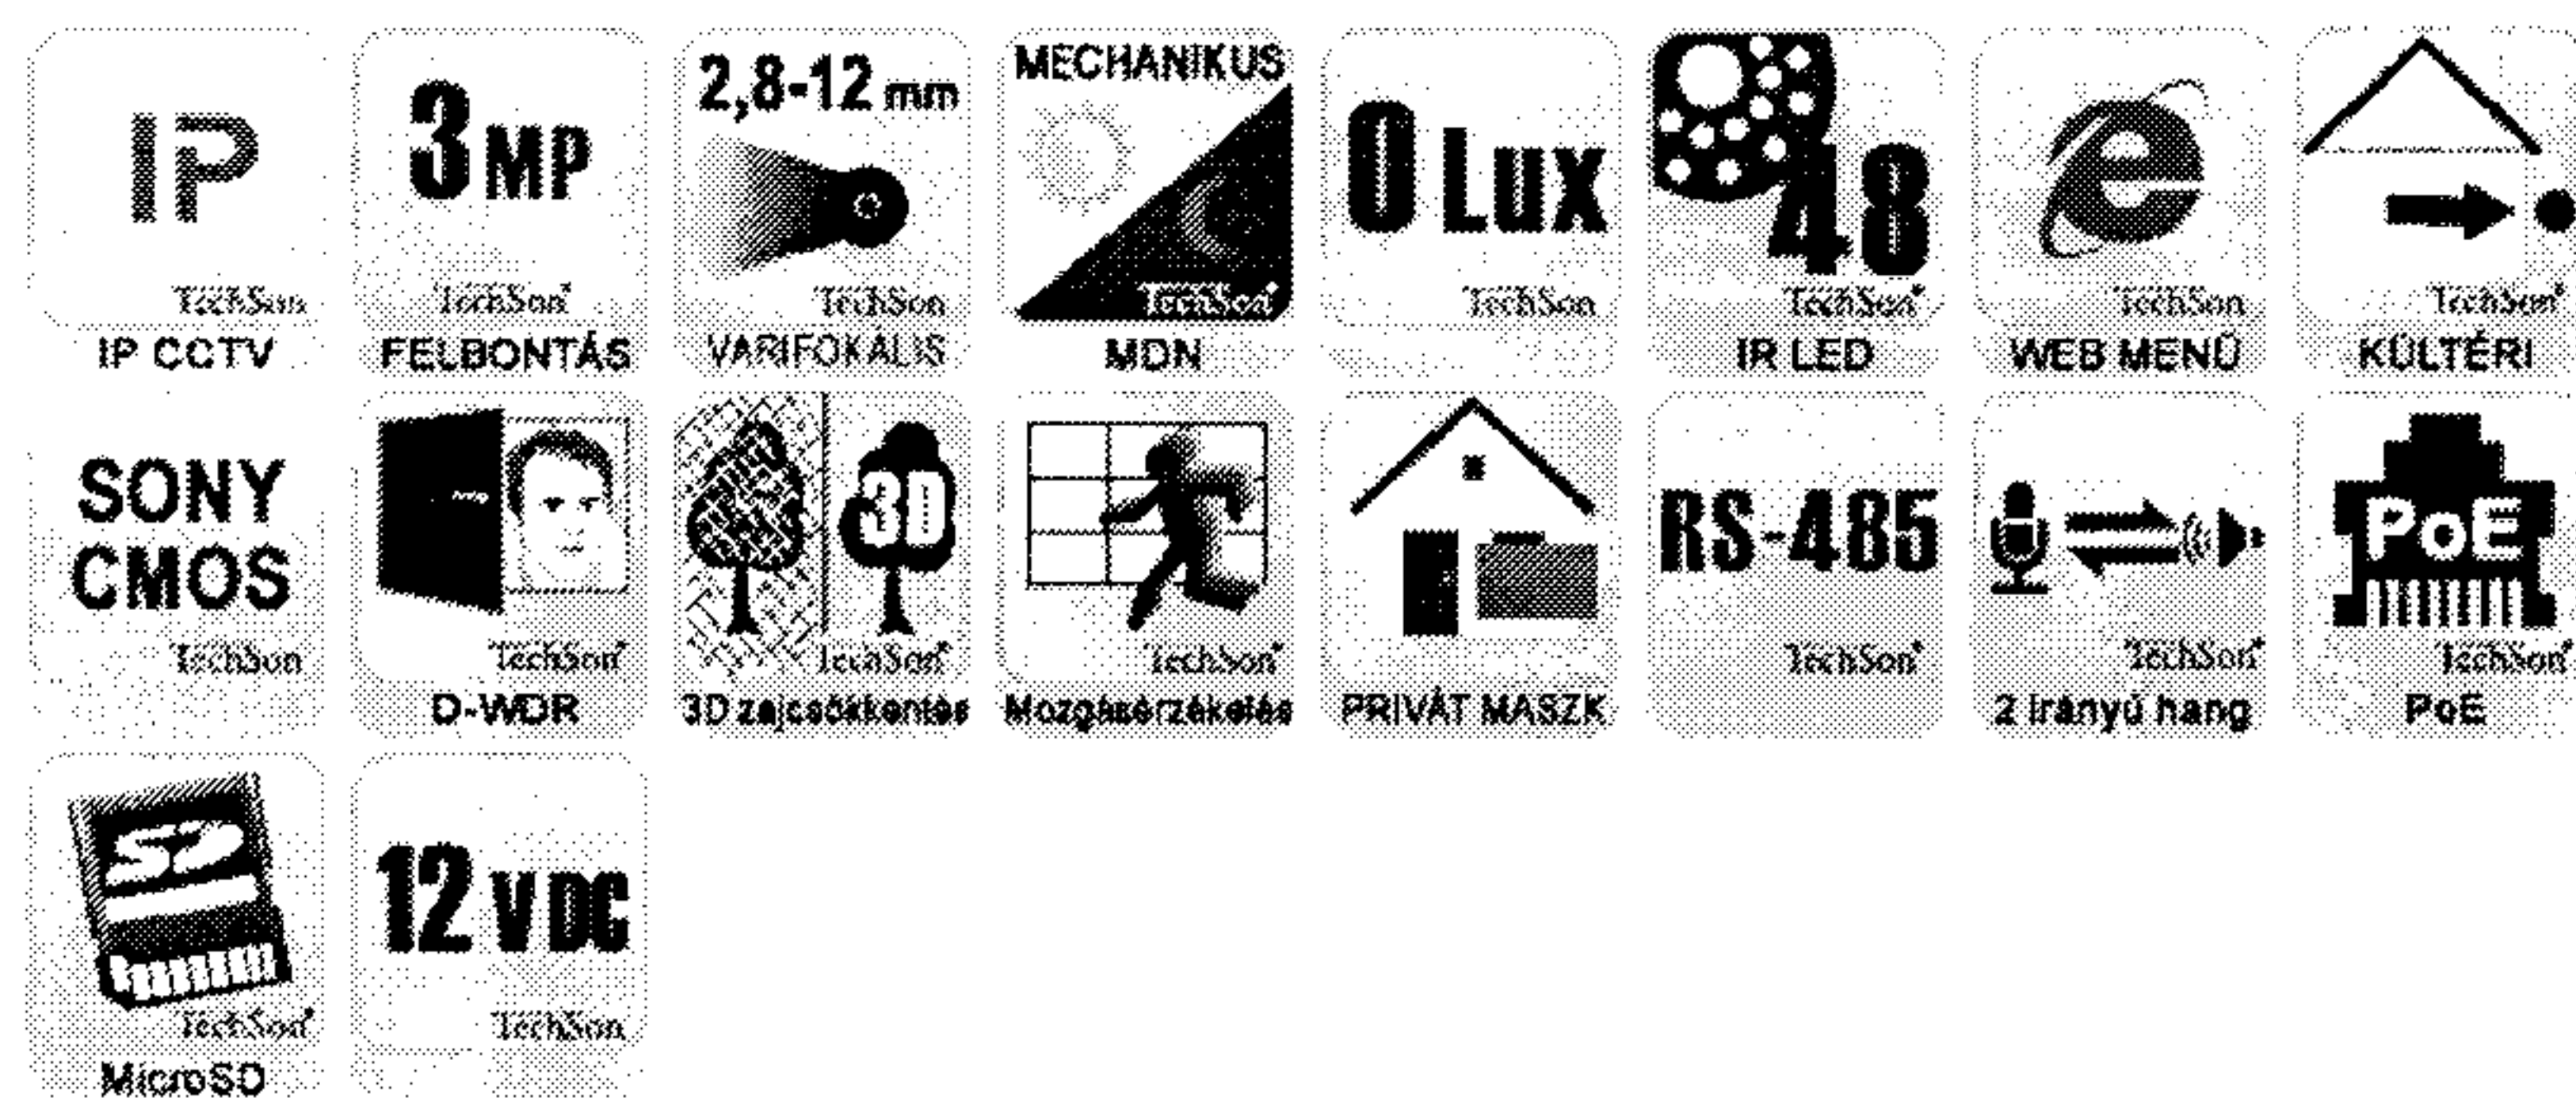 IP
TechSon
IP CCTV
3 MP
TechSon
FELBONTÁS
2,8-12 mm
TechSon
VARIFOKÁLIS
MECHANIKUS
TechSon
MDN
0 Lux
TechSon
48
TechSon
IR LED
e
TechSon
WEB MENÜ
TechSon
KÜLTÉRI
SONY
CMOS
TechSon
TechSon
D-WDR
3D
TechSon
3D zajcsökkentés
TechSon
Mozgásérzékelés
PRIVÁT MASZK
RS-485
TechSon
TechSon
2 irányú hang
PoE
TechSon
PoE
SD
TechSon
MicroSD
12 V DC
TechSon